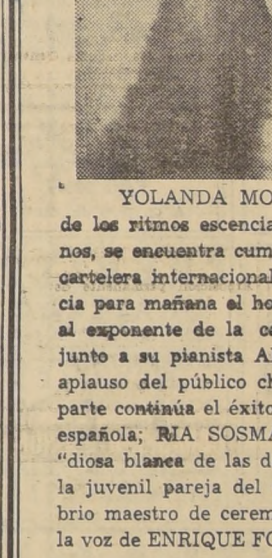 YOLANDA MO
de los ritmos escencia
nos, se encuentra cum
cartelera internacional
cia para mañana el ho
al exponente de la ca
junto a su pianista A
aplauso del público ch
parte continúa el éxito
española; RIA SOSMA
"diosa blanca de las d
la juvenil pareja del
brio maestro de cerem
la voz de ENRIQUE FO